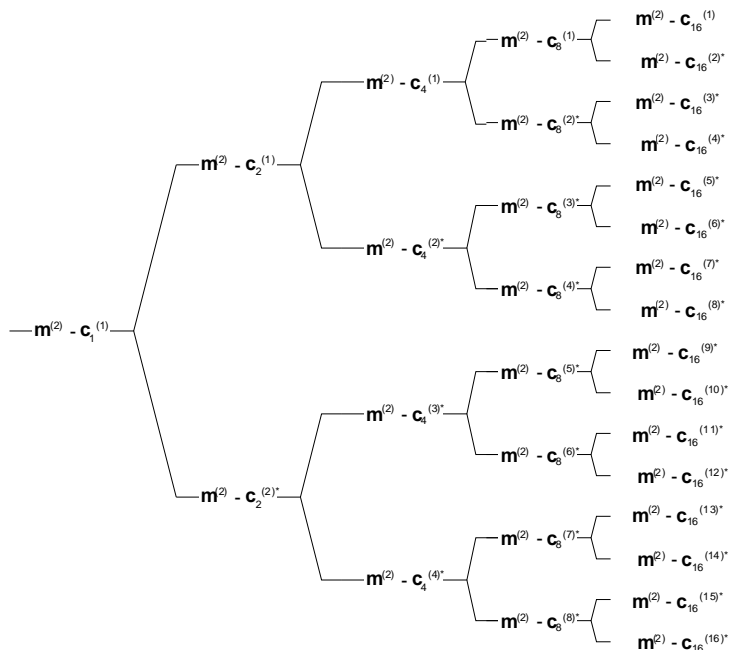 m(2) - c16(1)
m(2) - c8(1)
m(2) - c16(2)*
m(2) - c4(1)
m(2) - c16(3)*
m(2) - c8(2)*
m(2) - c16(4)*
m(2) - c2(1)
m(2) - c16(5)*
m(2) - c8(3)*
m(2) - c16(6)*
m(2) - c4(2)*
m(2) - c16(7)*
m(2) - c8(4)*
m(2) - c16(8)*
m(2) - c1(1)
m(2) - c16(9)*
m(2) - c8(5)*
m(2) - c16(10)*
m(2) - c4(3)*
m(2) - c16(11)*
m(2) - c8(6)*
m(2) - c16(12)*
m(2) - c2(2)*
m(2) - c16(13)*
m(2) - c8(7)*
m(2) - c16(14)*
m(2) - c4(4)*
m(2) - c16(15)*
m(2) - c8(8)*
m(2) - c16(16)*